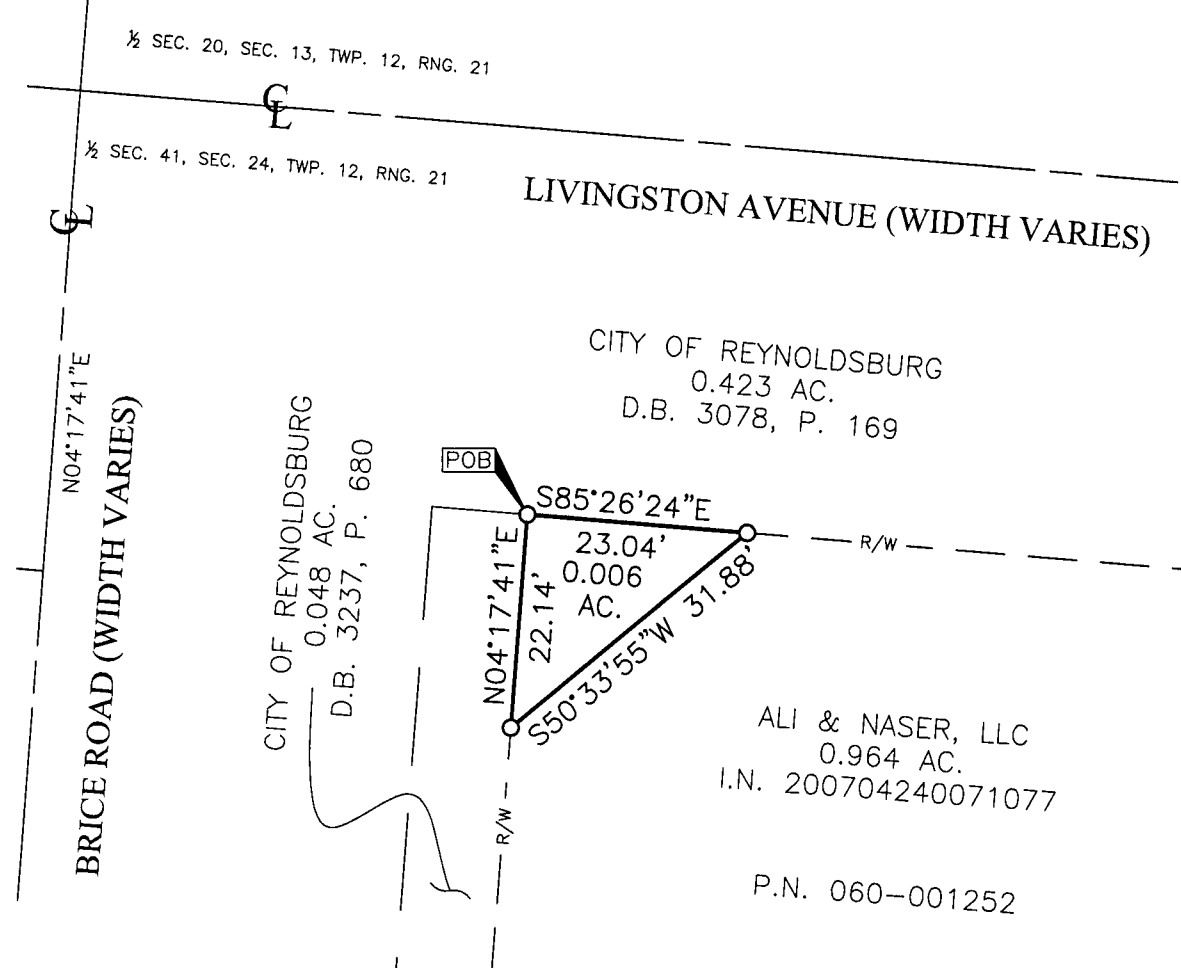 ½ SEC. 20, SEC. 13, TWP. 12, RNG. 21
CL
½ SEC. 41, SEC. 24, TWP. 12, RNG. 21
CL
LIVINGSTON AVENUE (WIDTH VARIES)
N04°17'41"E
BRICE ROAD (WIDTH VARIES)
CITY OF REYNOLDSBURG
0.423 AC.
D.B. 3078, P. 169
CITY OF REYNOLDSBURG
0.048 AC.
D.B. 3237, P. 680
POB
S85°26'24"E
23.04'
0.006
AC.
N04°17'41"E
22.14'
S50°33'55"W 31.88'
R/W
R/W
ALI & NASER, LLC
0.964 AC.
I.N. 200704240071077
P.N. 060-001252